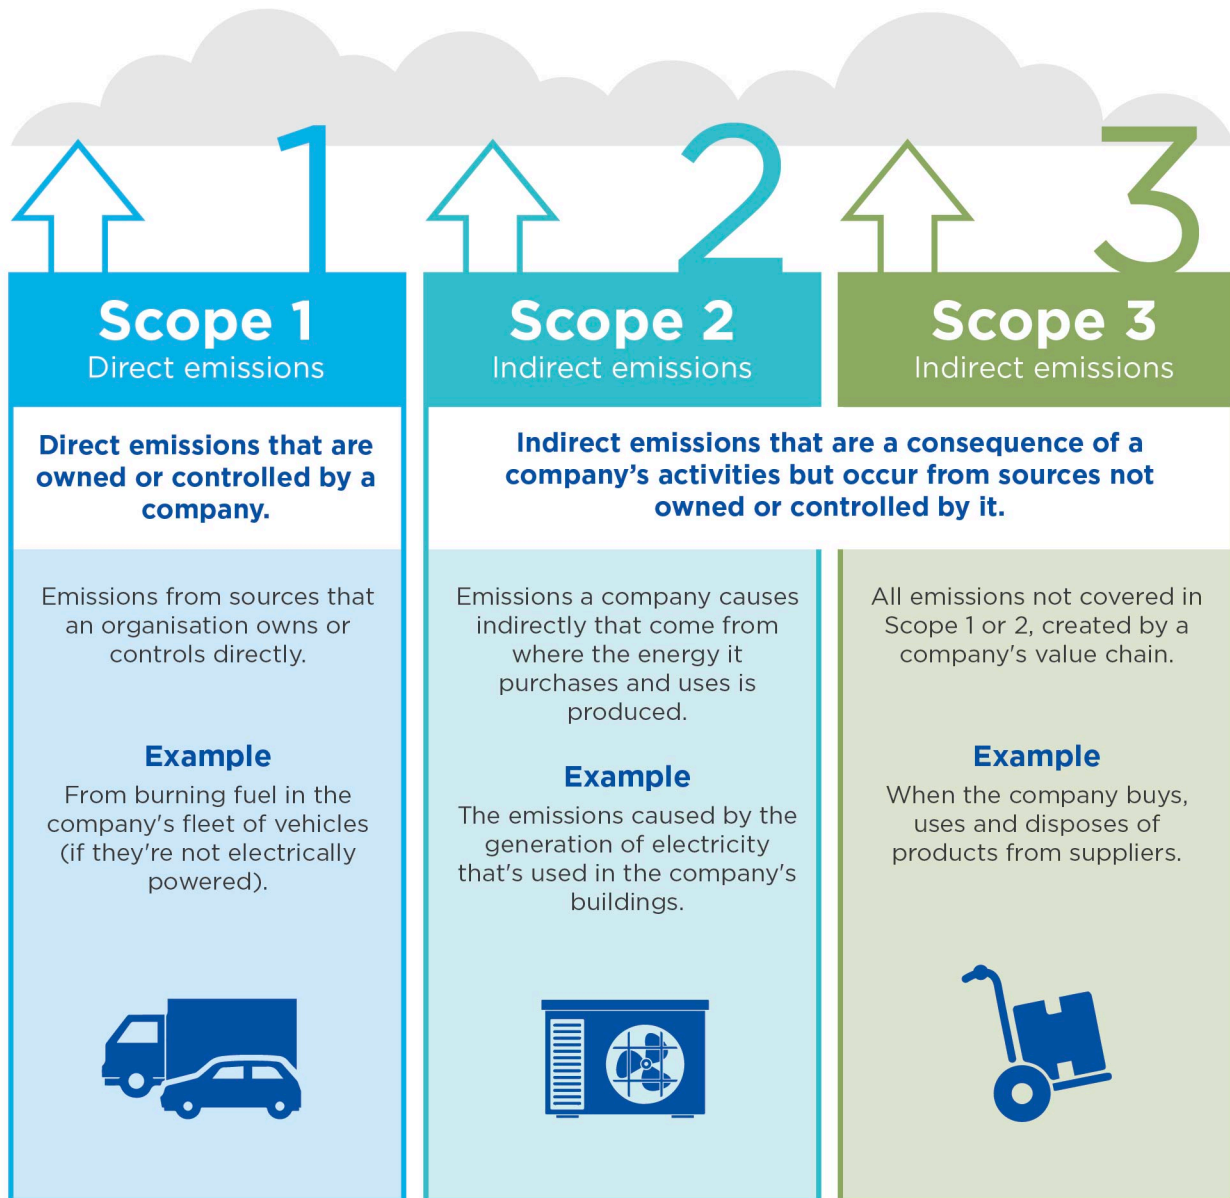 1
2
3
Scope 1
Direct emissions
Scope 2
Indirect emissions
Scope 3
Indirect emissions
Direct emissions that are
owned or controlled by a
company.
Indirect emissions that are a consequence of a
company's activities but occur from sources not
owned or controlled by it.
Emissions from sources that
an organisation owns or
controls directly.
Example
From burning fuel in the
company's fleet of vehicles
(if they're not electrically
powered).
Emissions a company causes
indirectly that come from
where the energy it
purchases and uses is
produced.
Example
The emissions caused by the
generation of electricity
that's used in the company's
buildings.
All emissions not covered in
Scope 1 or 2, created by a
company's value chain.
Example
When the company buys,
uses and disposes of
products from suppliers.